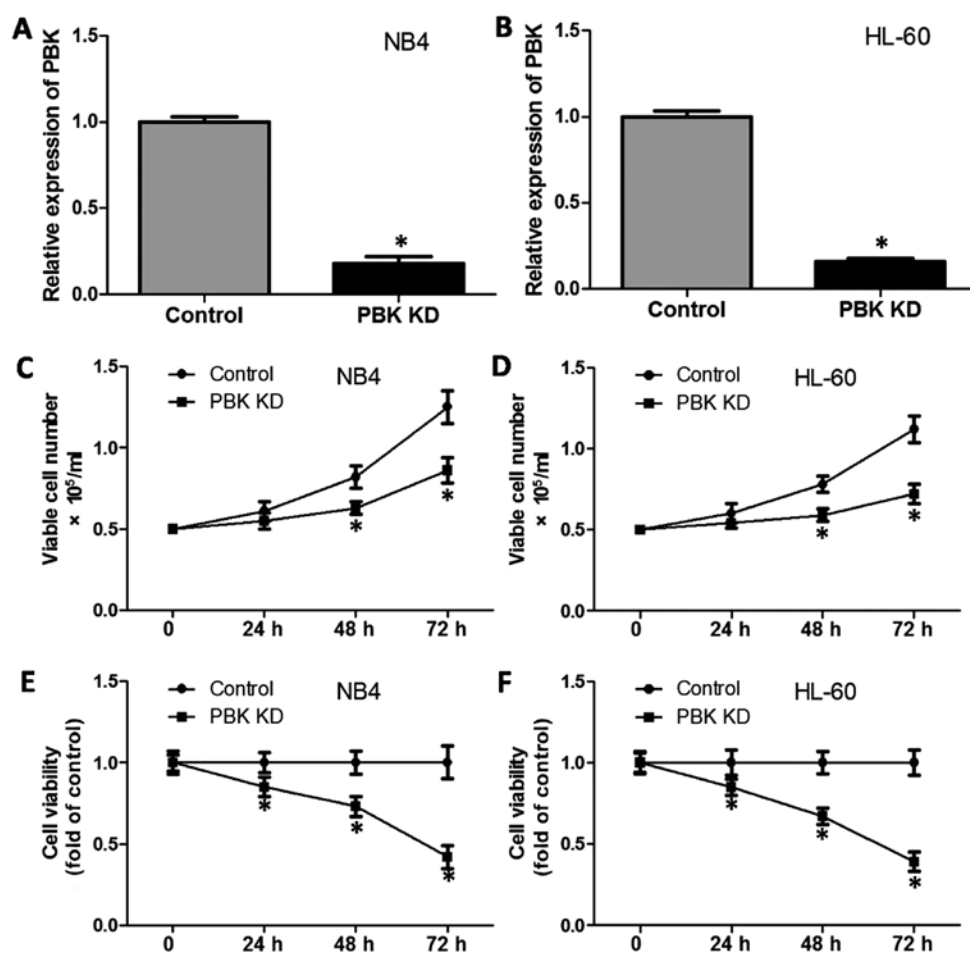 A
Relative expression of PBK
NB4
1.5
1.0
0.5
0.0
*
Control
PBK KD
B
Relative expression of PBK
HL-60
1.5
1.0
0.5
0.0
*
Control
PBK KD
C
Viable cell number
× 10⁵/ml
Control
PBK KD
NB4
1.5
1.0
0.5
0.0
*
*
0 24 h 48 h 72 h
D
Viable cell number
× 10⁵/ml
Control
PBK KD
HL-60
1.5
1.0
0.5
0.0
*
*
0 24 h 48 h 72 h
E
Cell viability
(fold of control)
Control
PBK KD
NB4
1.5
1.0
0.5
0.0
*
*
*
0 24 h 48 h 72 h
F
Cell viability
(fold of control)
Control
PBK KD
HL-60
1.5
1.0
0.5
0.0
*
*
*
0 24 h 48 h 72 h